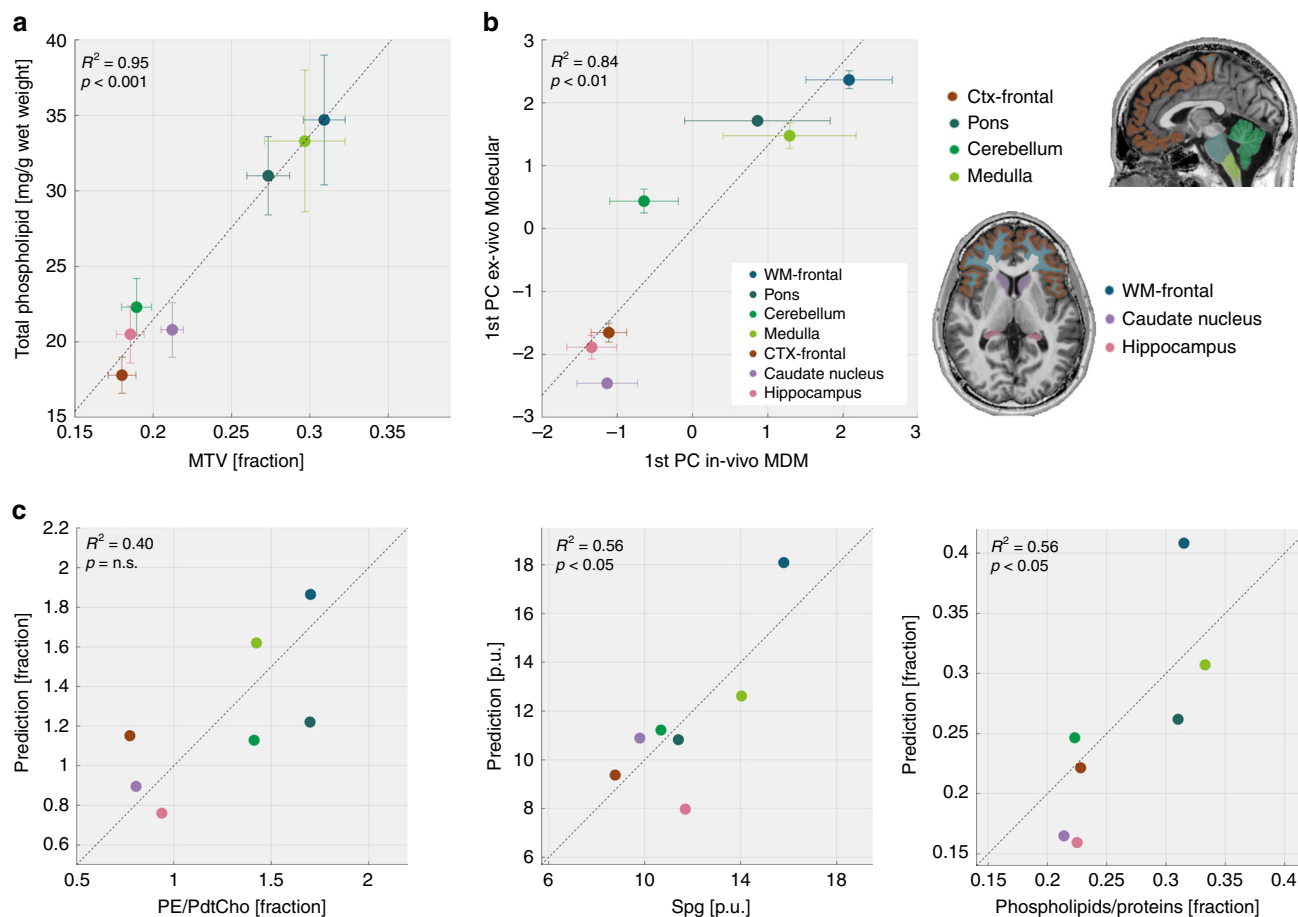 a
R² = 0.95
p < 0.001
Total phospholipid [mg/g wet weight]
40
35
30
25
20
15
0.15
0.2
0.25
0.3
0.35
MTV [fraction]
b
R² = 0.84
p < 0.01
1st PC ex-vivo Molecular
3
2
1
0
−1
−2
−3
−2
−1
0
1
2
3
1st PC in-vivo MDM
WM-frontal
Pons
Cerebellum
Medulla
CTX-frontal
Caudate nucleus
Hippocampus
Ctx-frontal
Pons
Cerebellum
Medulla
WM-frontal
Caudate nucleus
Hippocampus
c
R² = 0.40
p = n.s.
Prediction [fraction]
2.2
2
1.8
1.6
1.4
1.2
1
0.8
0.6
0.5
1
1.5
2
PE/PdtCho [fraction]
R² = 0.56
p < 0.05
Prediction [p.u.]
18
16
14
12
10
8
6
6
8
10
12
14
16
18
Spg [p.u.]
R² = 0.56
p < 0.05
Prediction [fraction]
0.4
0.35
0.3
0.25
0.2
0.15
0.15
0.2
0.25
0.3
0.35
0.4
Phospholipids/proteins [fraction]